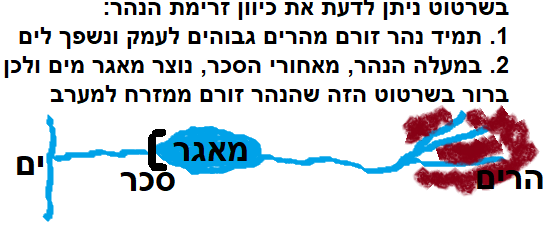 בשרטוט ניתן לדעת את כיוון זרימת הנהר:
1. תמיד נהר זורם מהרים גבוהים לעמק ונשפך לים
2. במעלה הנהר, מאחורי הסכר, נוצר מאגר מים ולכן
ברור בשרטוט הזה שהנהר זורם ממזרח למערב
מאגר
ים
סכר
הרים